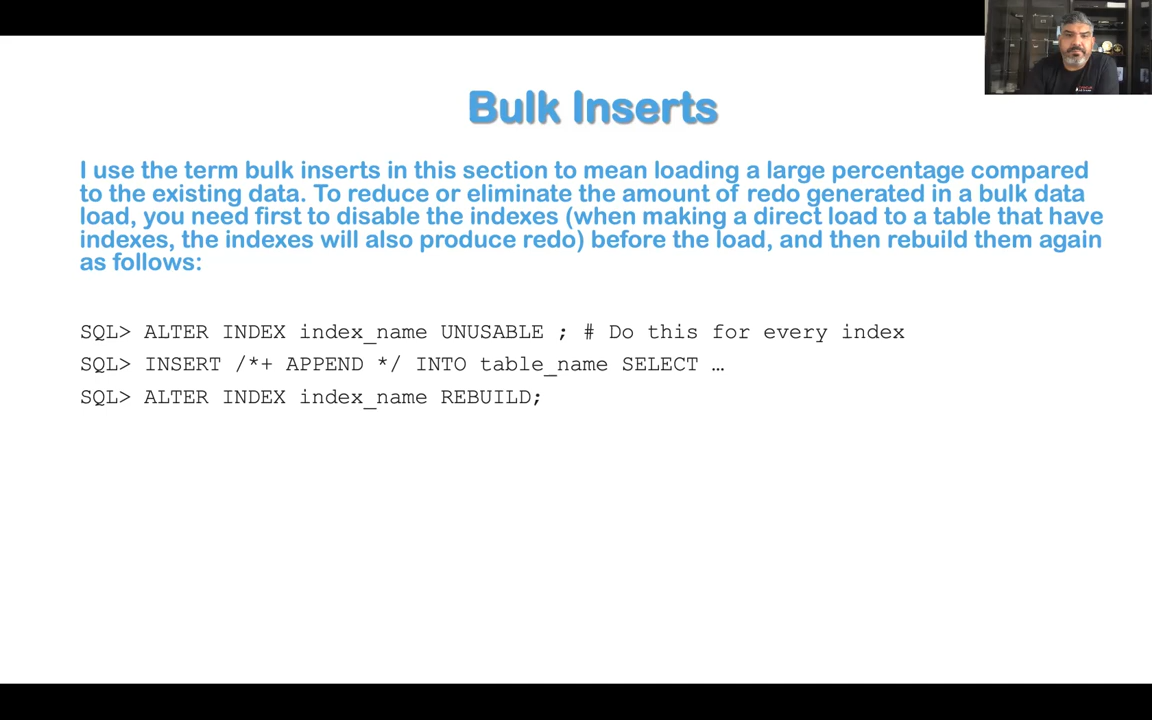 Bulk Inserts
I use the term bulk inserts in this section to mean loading a large percentage compared
to the existing data. To reduce or eliminate the amount of redo generated in a bulk data
load, you need first to disable the indexes (when making a direct load to a table that have
indexes, the indexes will also produce redo) before the load, and then rebuild them again
as follows:
SQL> ALTER INDEX index_name UNUSABLE ; # Do this for every index
SQL> INSERT /*+ APPEND */ INTO table_name SELECT …
SQL> ALTER INDEX index_name REBUILD;